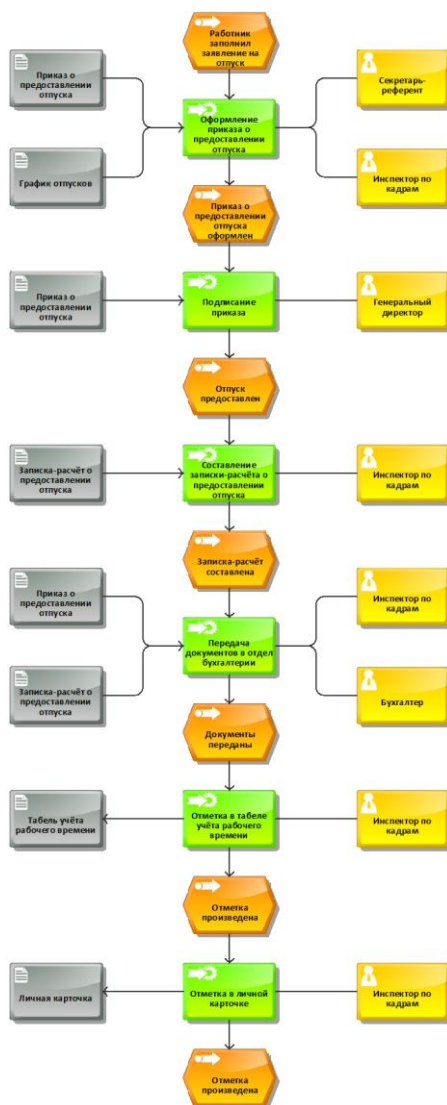 Работник
заполнил
заявление на
отпуск
Приказ о
предоставлении
отпуска
Секретарь-
референт
Оформление
приказа о
предоставлении
отпуска
График отпусков
Инспектор по
кадрам
Приказ о
предоставлении
отпуска
оформлен
Приказ о
предоставлении
отпуска
Подписание
приказа
Генеральный
директор
Отпуск
предоставлен
Записка-расчёт о
предоставлении
отпуска
Составление
записки-расчёта о
предоставлении
отпуска
Инспектор по
кадрам
Записка-расчёт
составлена
Приказ о
предоставлении
отпуска
Инспектор по
кадрам
Передача
документов в отдел
бухгалтерии
Записка-расчёт о
предоставлении
отпуска
Бухгалтер
Документы
переданы
Табель учёта
рабочего времени
Отметка в табеле
учёта рабочего
времени
Инспектор по
кадрам
Отметка
произведена
Личная карточка
Отметка в личной
карточке
Инспектор по
кадрам
Отметка
произведена